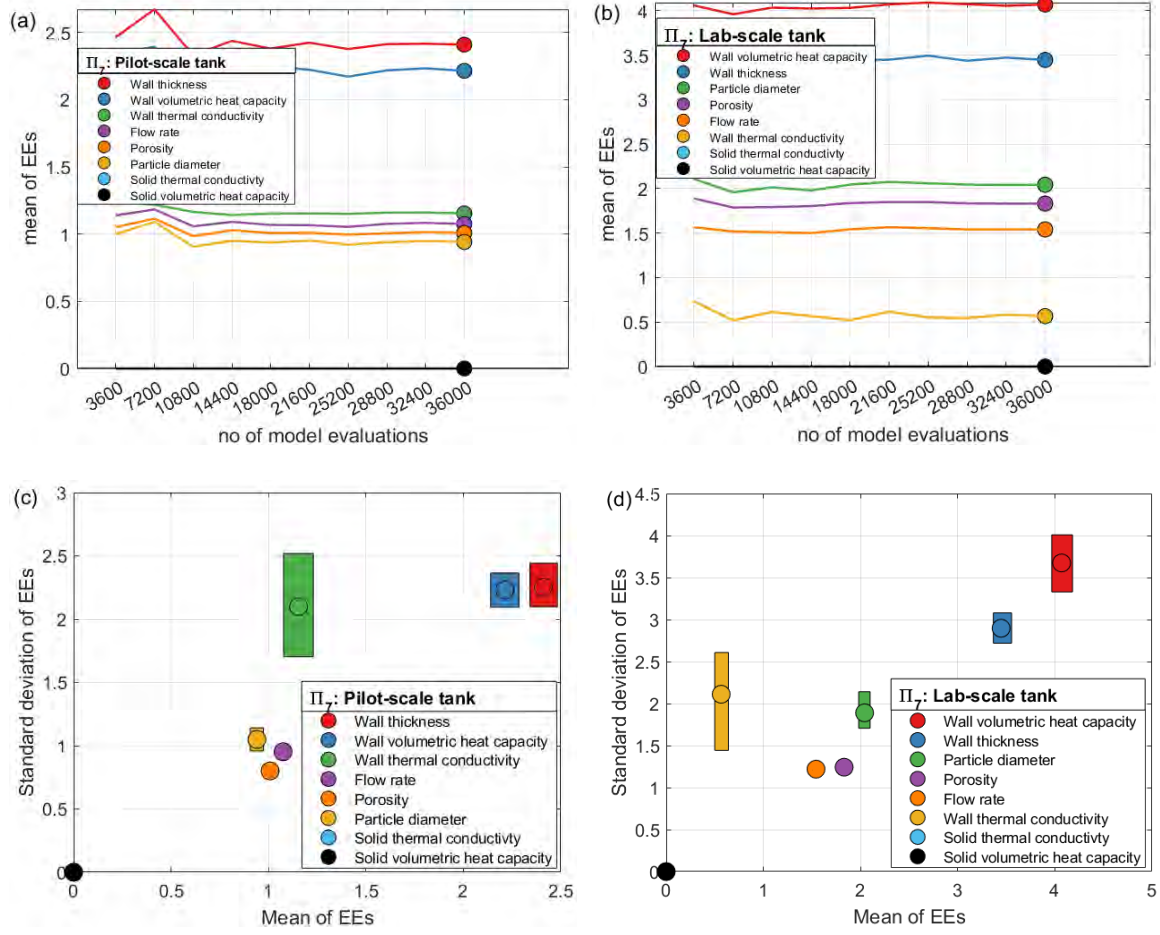 (a)
2.5
2
1.5
1
0.5
0
mean of EEs
Π7: Pilot-scale tank
Wall thickness
Wall volumetric heat capacity
Wall thermal conductivity
Flow rate
Porosity
Particle diameter
Solid thermal conductivty
Solid volumetric heat capacity
3600
7200
10800
14400
18000
21600
25200
28800
32400
36000
no of model evaluations
(b)
4
3.5
3
2.5
2
1.5
1
0.5
0
mean of EEs
Π7: Lab-scale tank
Wall volumetric heat capacity
Wall thickness
Particle diameter
Porosity
Flow rate
Wall thermal conductivity
Solid thermal conductivty
Solid volumetric heat capacity
3600
7200
10800
14400
18000
21600
25200
28800
32400
36000
no of model evaluations
(c)
3
2.5
2
1.5
1
0.5
0
Standard deviation of EEs
Π7: Pilot-scale tank
Wall thickness
Wall volumetric heat capacity
Wall thermal conductivity
Flow rate
Porosity
Particle diameter
Solid thermal conductivty
Solid volumetric heat capacity
0 0.5 1 1.5 2 2.5
Mean of EEs
(d)
4.5
4
3.5
3
2.5
2
1.5
1
0.5
0
Standard deviation of EEs
Π7: Lab-scale tank
Wall volumetric heat capacity
Wall thickness
Particle diameter
Porosity
Flow rate
Wall thermal conductivity
Solid thermal conductivty
Solid volumetric heat capacity
0 1 2 3 4 5
Mean of EEs